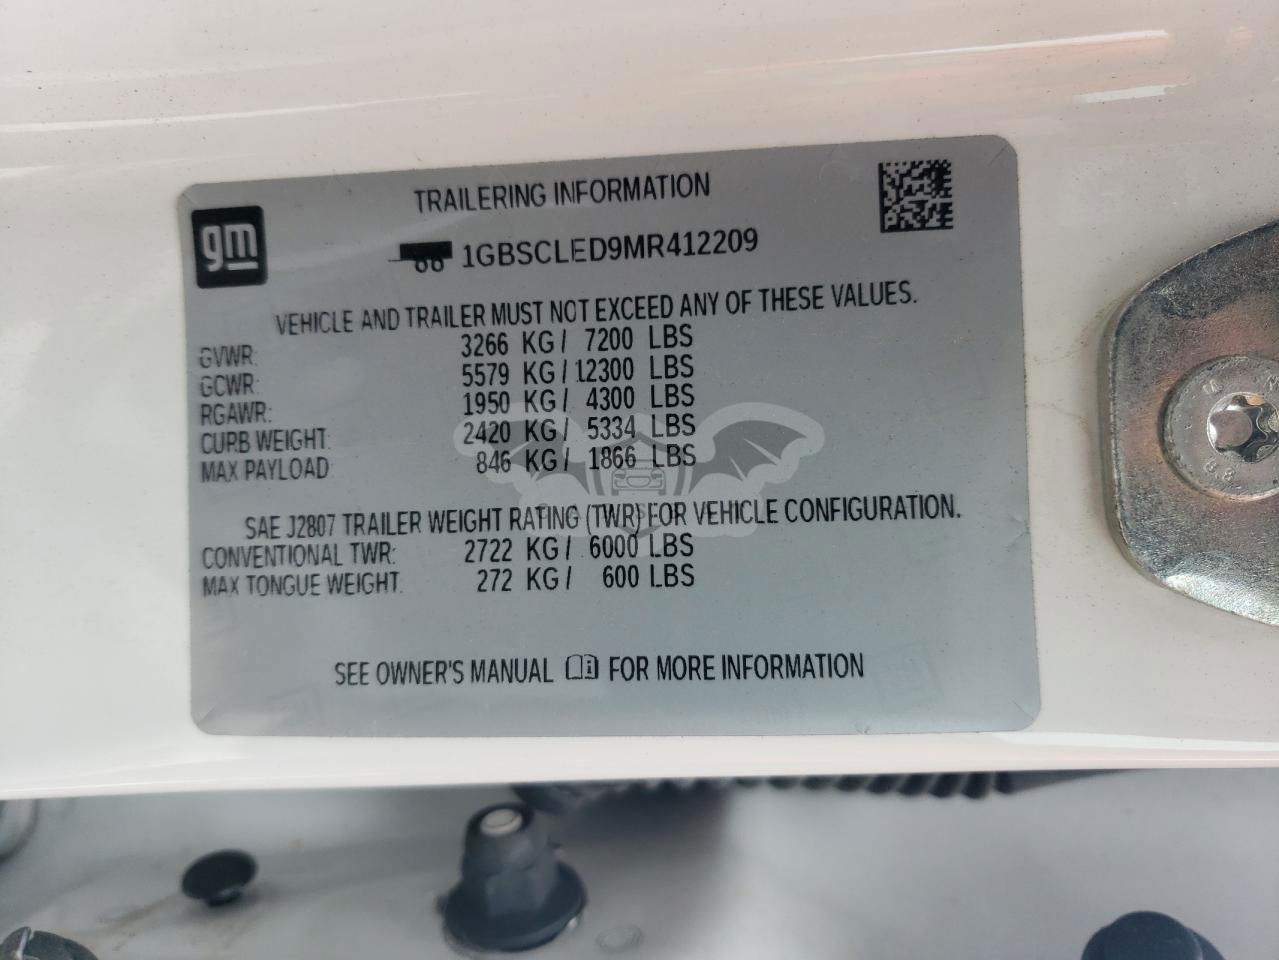 TRAILERING INFORMATION
gm
1GBSCLED9MR412209
VEHICLE AND TRAILER MUST NOT EXCEED ANY OF THESE VALUES.
GVWR: 3266 KG/ 7200 LBS
GCWR: 5579 KG/ 12300 LBS
RGAWR: 1950 KG/ 4300 LBS
CURB WEIGHT: 2420 KG/ 5334 LBS
MAX PAYLOAD: 846 KG/ 1866 LBS
SAE J2807 TRAILER WEIGHT RATING (TWR) FOR VEHICLE CONFIGURATION.
CONVENTIONAL TWR: 2722 KG/ 6000 LBS
MAX TONGUE WEIGHT: 272 KG/ 600 LBS
SEE OWNER'S MANUAL FOR MORE INFORMATION